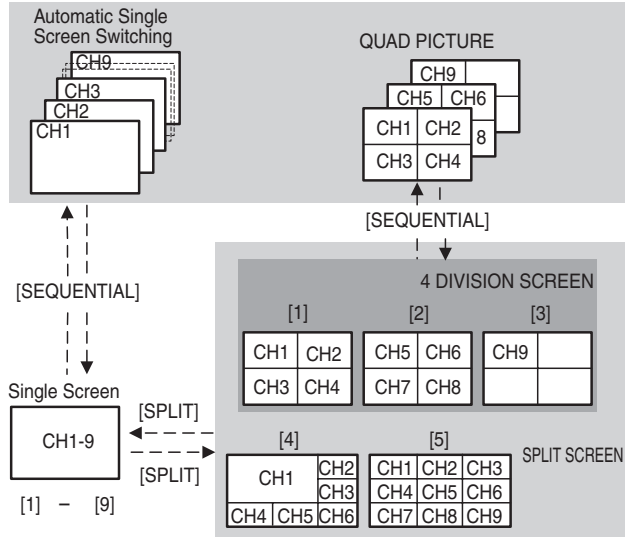 Automatic Single
Screen Switching
CH9
CH3
CH2
CH1
QUAD PICTURE
CH9
CH5 CH6
8
CH1 CH2
CH3 CH4
[SEQUENTIAL]
[SEQUENTIAL]
4 DIVISION SCREEN
[1] [2] [3]
CH1 CH2 CH5 CH6 CH9
CH3 CH4 CH7 CH8
Single Screen
CH1-9
[1] – [9]
[SPLIT]
[SPLIT]
[4] [5]
SPLIT SCREEN
CH1 CH2
CH3
CH4 CH5 CH6
CH1 CH2 CH3
CH4 CH5 CH6
CH7 CH8 CH9